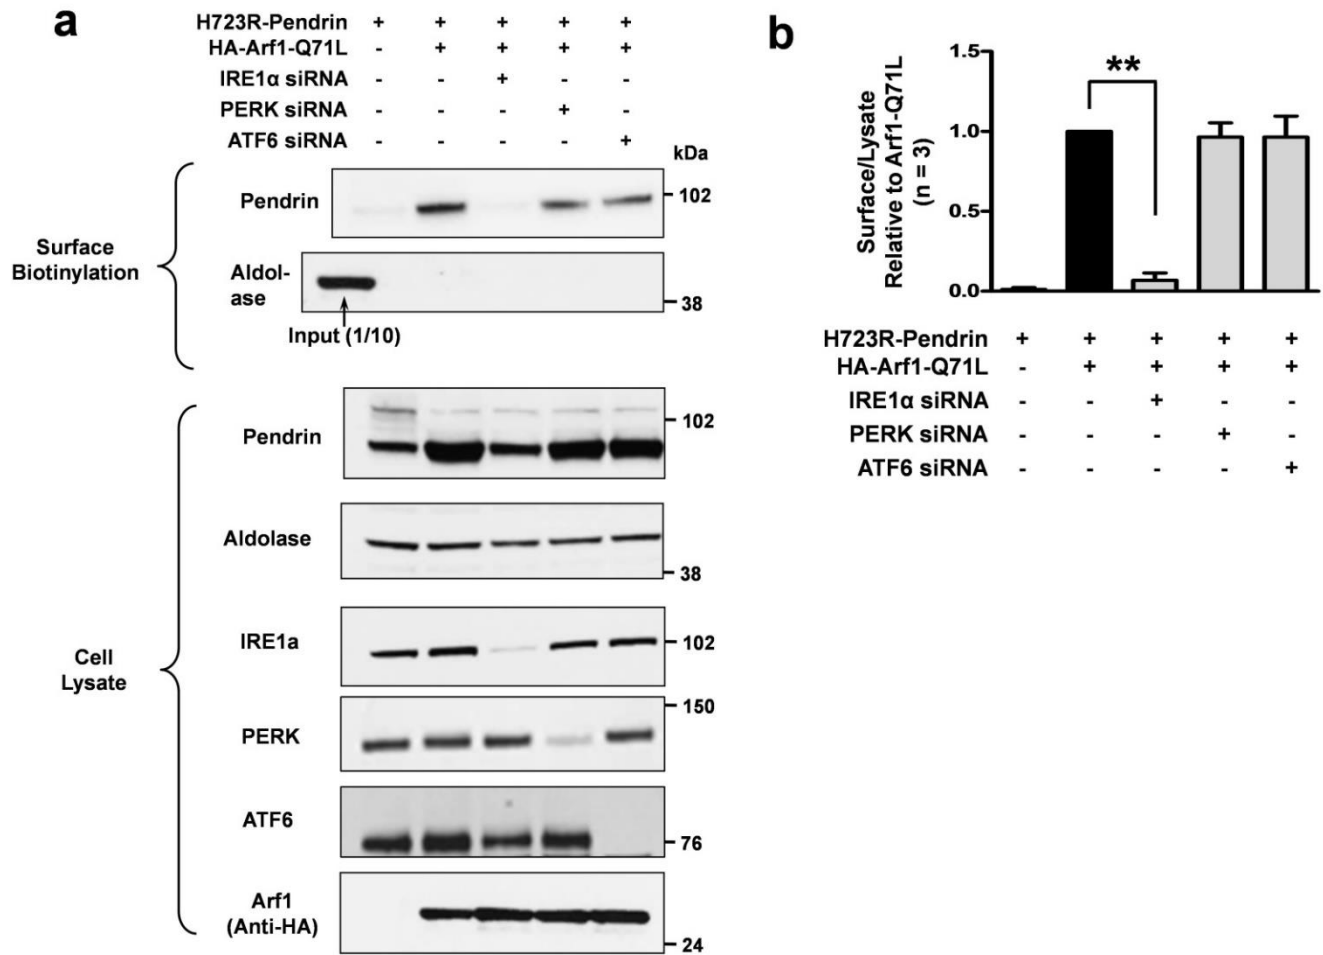 a
H723R-Pendrin + + + + +
HA-Arf1-Q71L - + + + +
IRE1α siRNA - - + - -
PERK siRNA - - - + -
ATF6 siRNA - - - - +
kDa
Surface
Biotinylation
Pendrin
102
Aldol-
ase
38
Input (1/10)
Cell
Lysate
Pendrin
102
Aldolase
38
IRE1a
102
PERK
150
ATF6
76
Arf1
(Anti-HA)
24
b
Surface/Lysate
Relative to Arf1-Q71L
(n = 3)
1.5
1.0
0.5
0.0
**
H723R-Pendrin + + + + +
HA-Arf1-Q71L - + + + +
IRE1α siRNA - - + - -
PERK siRNA - - - + -
ATF6 siRNA - - - - +